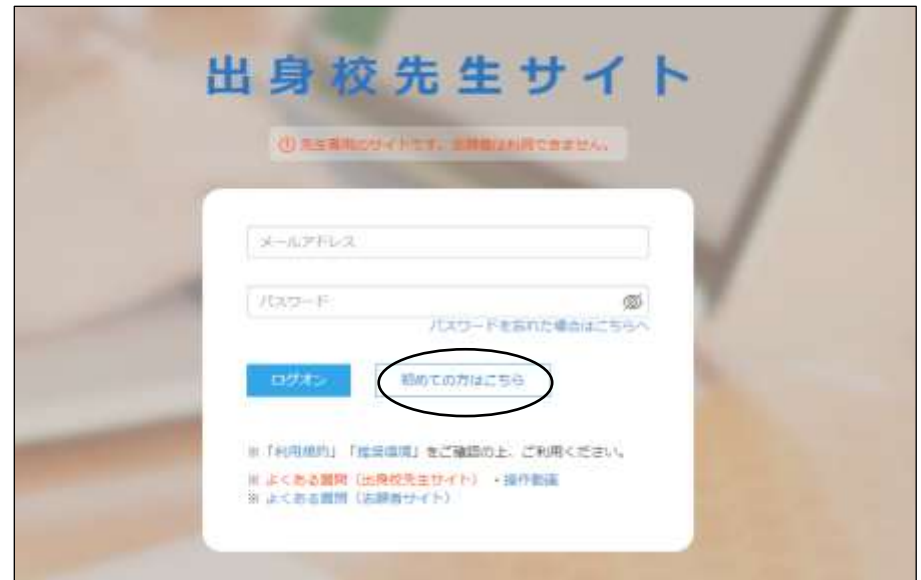 出身校先生サイト
先生専用のサイトです。志願者は利用できません。
メールアドレス
パスワード
パスワードを忘れた場合はこちらへ
ログオン
初めての方はこちら
※「利用規約」「推奨環境」をご確認の上、ご利用ください。
※ よくある質問（出身校先生サイト） ・操作動画
※ よくある質問（志願者サイト）